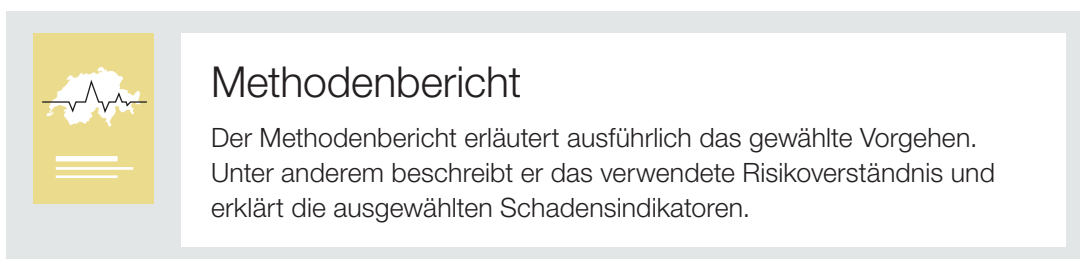 Methodenbericht
Der Methodenbericht erläutert ausführlich das gewählte Vorgehen.
Unter anderem beschreibt er das verwendete Risikoverständnis und
erklärt die ausgewählten Schadensindikatoren.